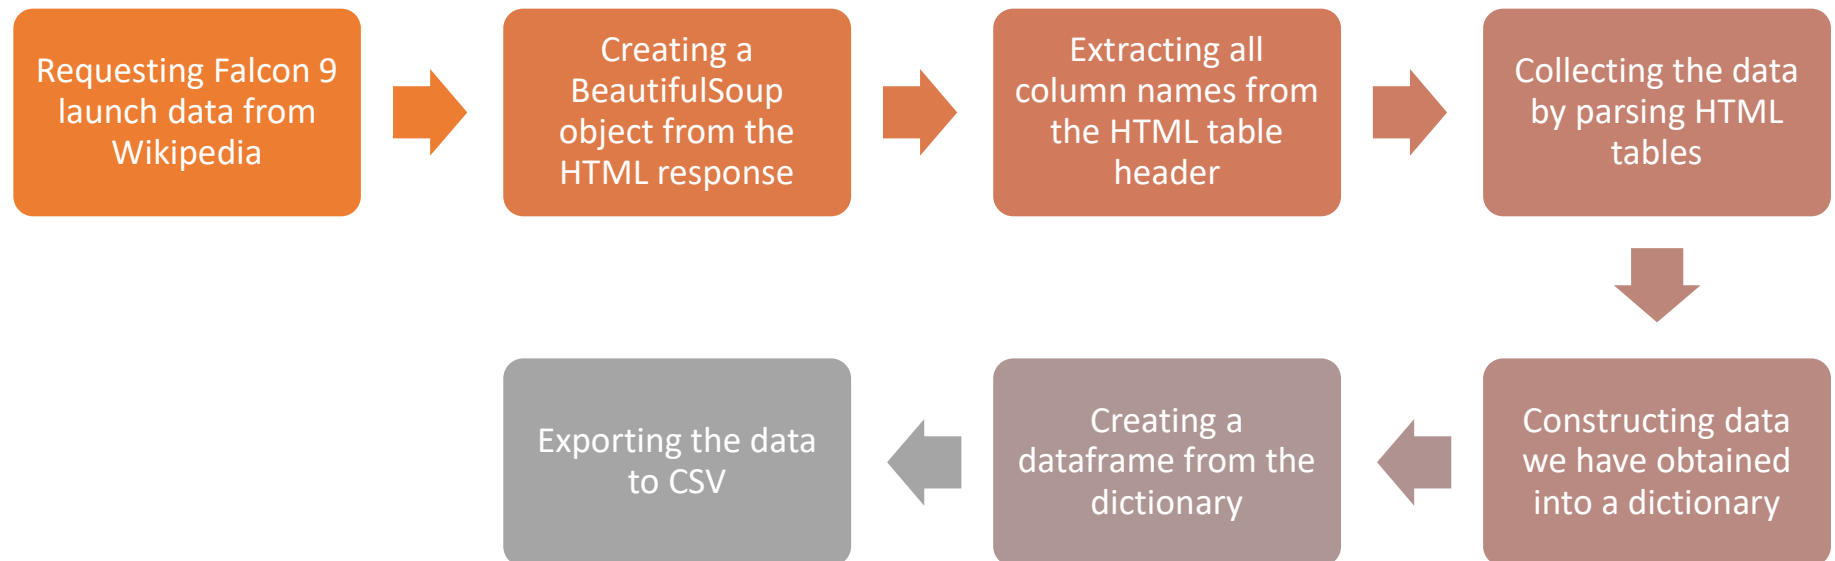 Requesting Falcon 9
launch data from
Wikipedia
Creating a
BeautifulSoup
object from the
HTML response
Extracting all
column names from
the HTML table
header
Collecting the data
by parsing HTML
tables
Constructing data
we have obtained
into a dictionary
Creating a
dataframe from the
dictionary
Exporting the data
to CSV